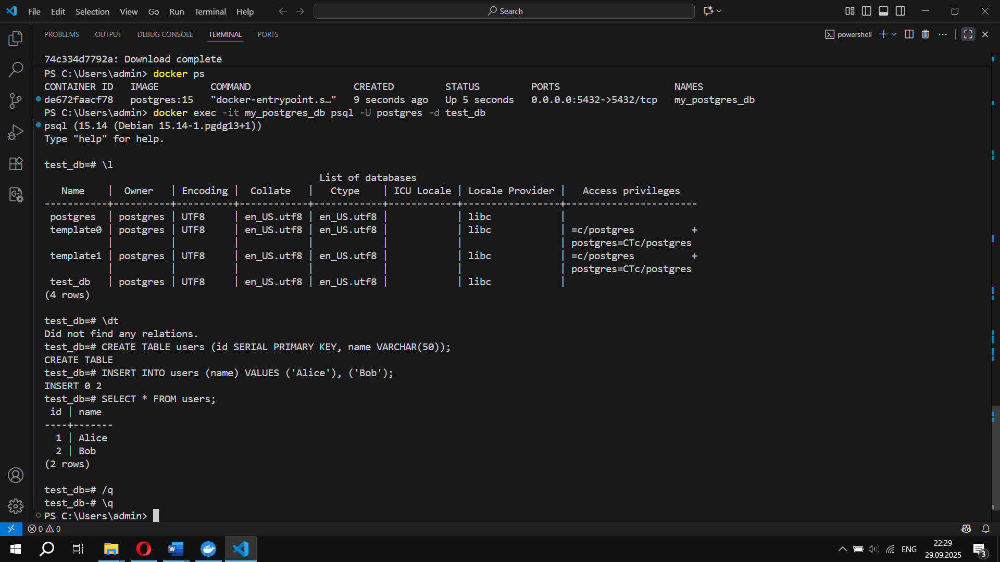 File Edit Selection View Go Run Terminal Help Search
PROBLEMS OUTPUT DEBUG CONSOLE TERMINAL PORTS powershell
74c334d7792a: Download complete
PS C:\Users\admin> docker ps
CONTAINER ID   IMAGE         COMMAND                  CREATED         STATUS         PORTS                    NAMES
de672faacf78   postgres:15   "docker-entrypoint.s…"   9 seconds ago   Up 5 seconds   0.0.0.0:5432->5432/tcp   my_postgres_db
PS C:\Users\admin> docker exec -it my_postgres_db psql -U postgres -d test_db
psql (15.14 (Debian 15.14-1.pgdg13+1))
Type "help" for help.
test_db=# \l
List of databases
   Name    |  Owner   | Encoding |  Collate   |   Ctype    | ICU Locale | Locale Provider |   Access privileges
-----------+----------+----------+------------+------------+------------+-----------------+-----------------------
 postgres  | postgres | UTF8     | en_US.utf8 | en_US.utf8 |            | libc            |
 template0 | postgres | UTF8     | en_US.utf8 | en_US.utf8 |            | libc            | =c/postgres          +
           |          |          |            |            |            |                 | postgres=CTc/postgres
 template1 | postgres | UTF8     | en_US.utf8 | en_US.utf8 |            | libc            | =c/postgres          +
           |          |          |            |            |            |                 | postgres=CTc/postgres
 test_db   | postgres | UTF8     | en_US.utf8 | en_US.utf8 |            | libc            |
(4 rows)
test_db=# \dt
Did not find any relations.
test_db=# CREATE TABLE users (id SERIAL PRIMARY KEY, name VARCHAR(50));
CREATE TABLE
test_db=# INSERT INTO users (name) VALUES ('Alice'), ('Bob');
INSERT 0 2
test_db=# SELECT * FROM users;
 id | name
----+-------
  1 | Alice
  2 | Bob
(2 rows)
test_db=# /q
test_db-# \q
PS C:\Users\admin>
0 0
ENG
22:29
29.09.2025
3